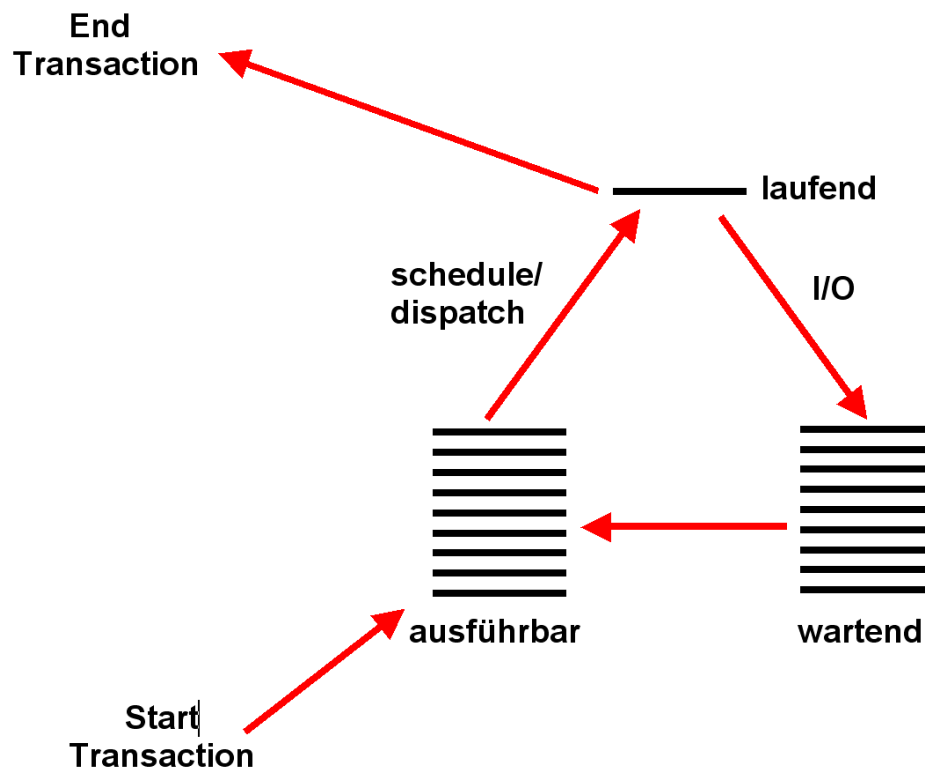 End
Transaction
laufend
schedule/
dispatch
I/O
ausführbar
wartend
Start
Transaction